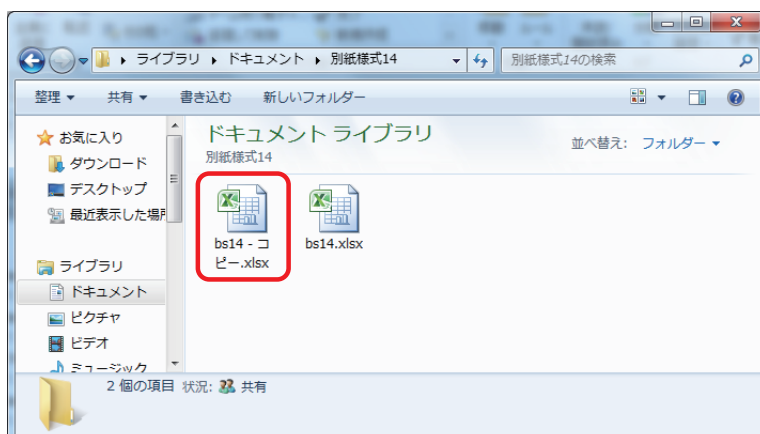 ライブラリ ▸ ドキュメント ▸ 別紙様式14
別紙様式14の検索
整理 ▼ 共有 ▼ 書き込む 新しいフォルダー
お気に入り
ダウンロード
デスクトップ
最近表示した場所
ライブラリ
ドキュメント
ピクチャ
ビデオ
ミュージック
ドキュメント ライブラリ
別紙様式14
並べ替え: フォルダー ▼
bs14 - コ
ピー.xlsx
bs14.xlsx
2 個の項目 状況: 共有